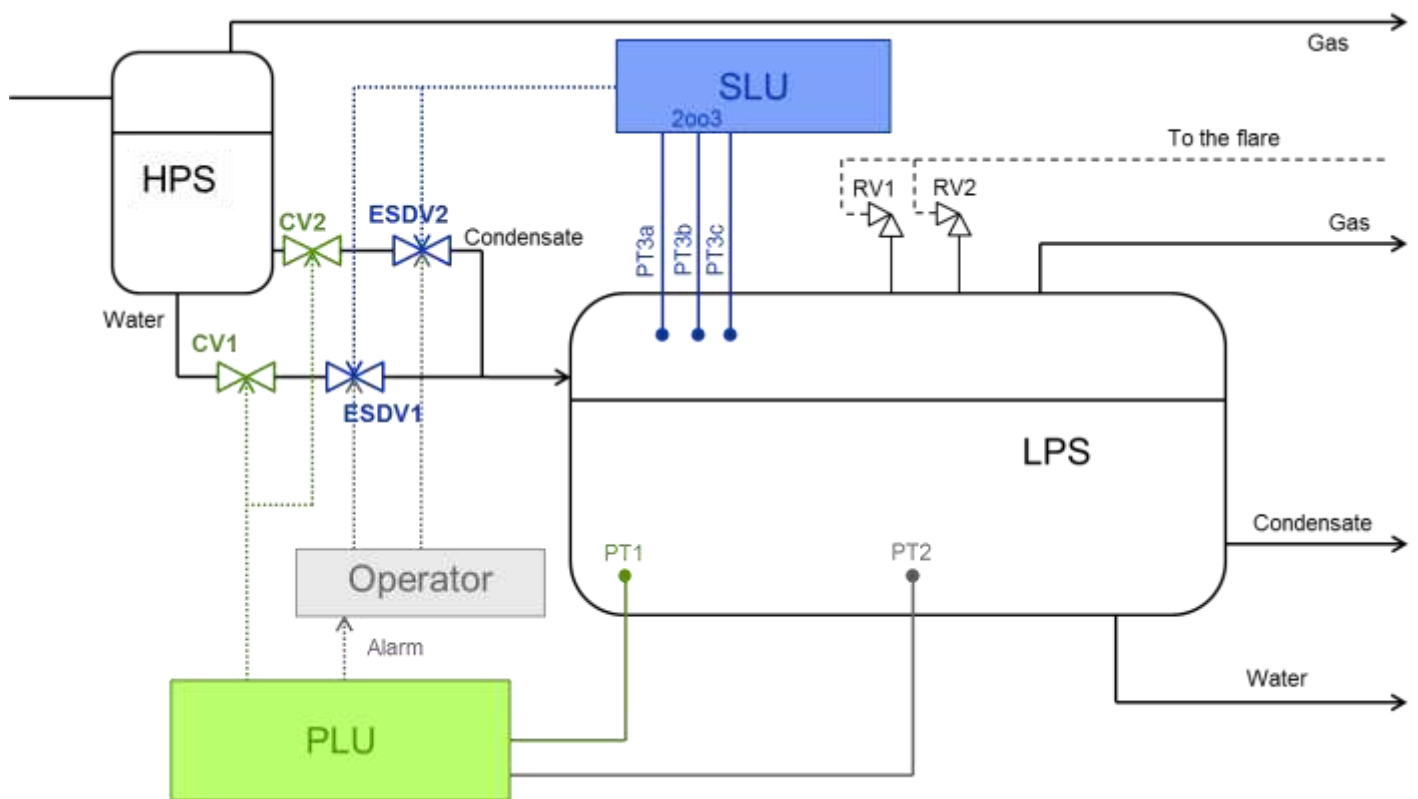 Gas
SLU
2oo3
To the flare
HPS
RV1
RV2
PT3a
PT3b
PT3c
CV2
ESDV2
Condensate
Gas
Water
CV1
ESDV1
LPS
Condensate
PT1
PT2
Operator
Alarm
Water
PLU